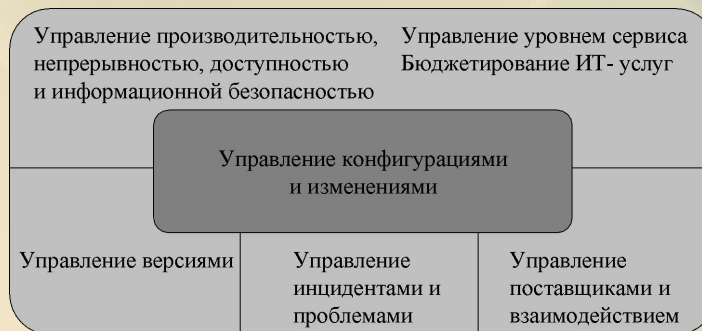 Управление производительностью,
непрерывностью, доступностью
и информационной безопасностью
Управление уровнем сервиса
Бюджетирование ИТ- услуг
Управление конфигурациями
и изменениями
Управление версиями
Управление
инцидентами и
проблемами
Управление
поставщиками и
взаимодействием